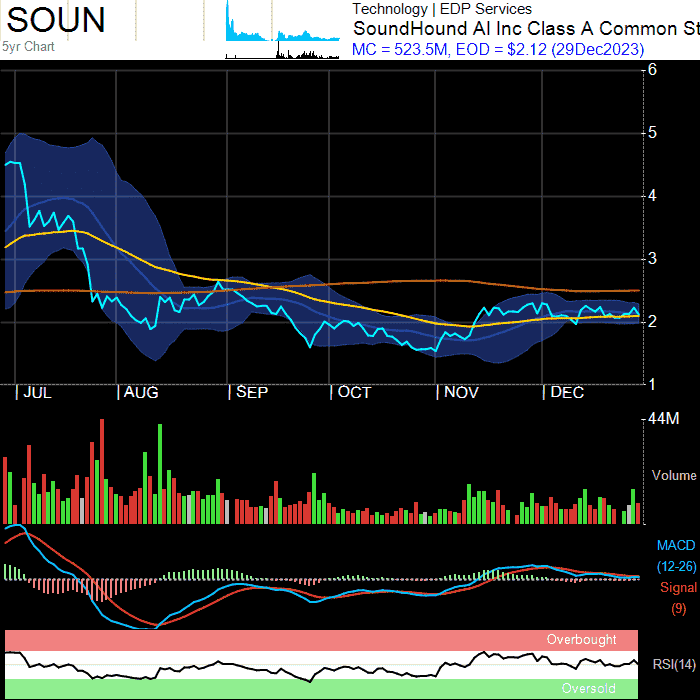 SOUN
5yr Chart
Technology | EDP Services
SoundHound AI Inc Class A Common St
MC = 523.5M, EOD = $2.12 (29Dec2023)
6
5
4
3
2
1
JUL AUG SEP OCT NOV DEC
44M
Volume
MACD
(12-26)
Signal
(9)
Overbought
RSI(14)
Oversold